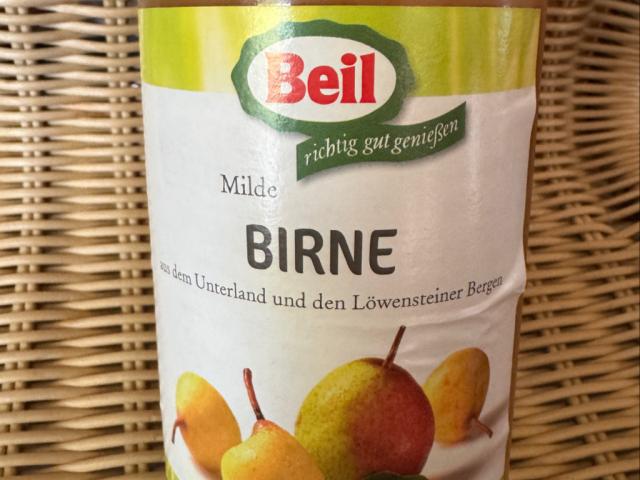 Beil
richtig gut genießen
Milde
BIRNE
aus dem Unterland und den Löwensteiner Bergen